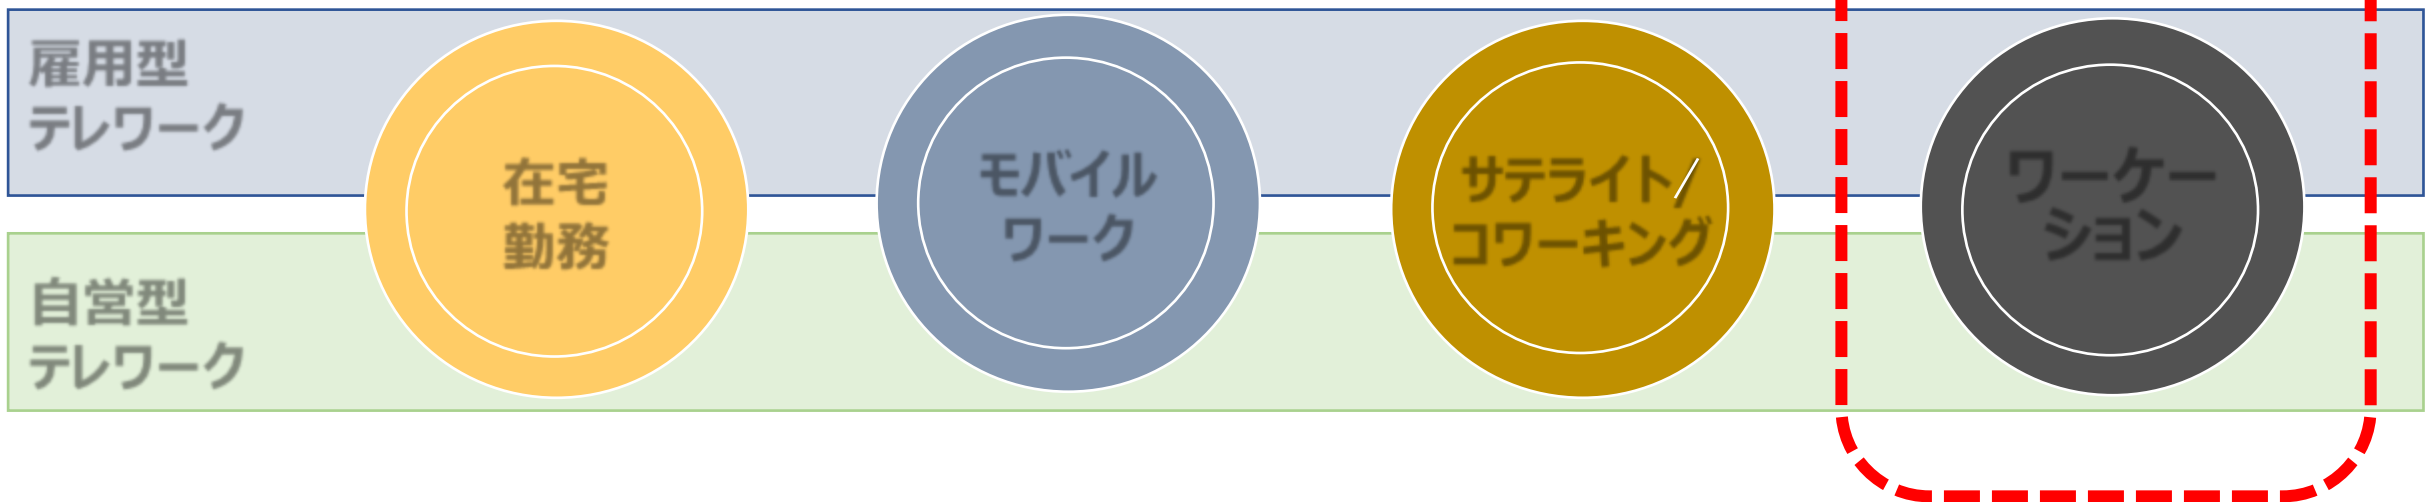 雇用型
テレワーク
在宅
勤務
モバイル
ワーク
サテライト/
コワーキング
ワーケー
ション
自営型
テレワーク